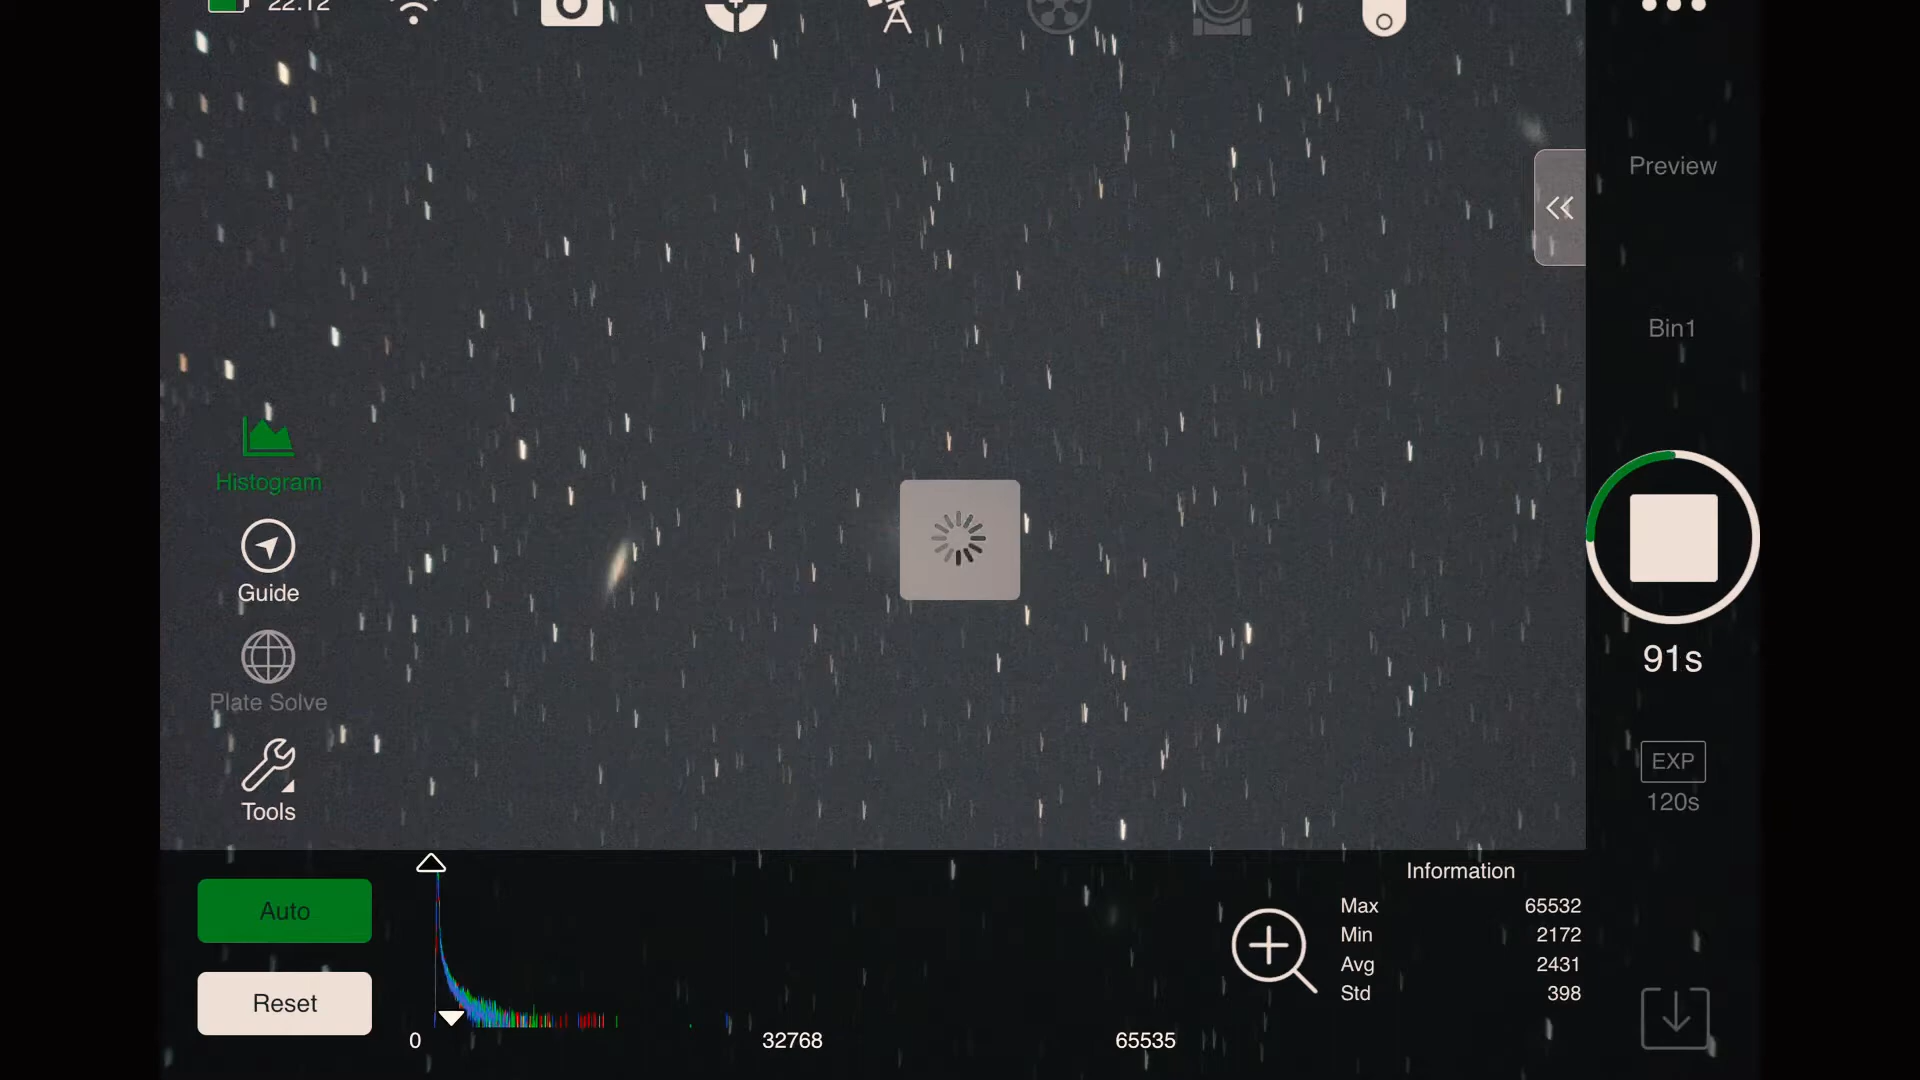 22.12
Preview
Bin1
Histogram
Guide
Plate Solve
Tools
91s
EXP
120s
Auto
Reset
0
32768
65535
Information
Max 65532
Min 2172
Avg 2431
Std 398